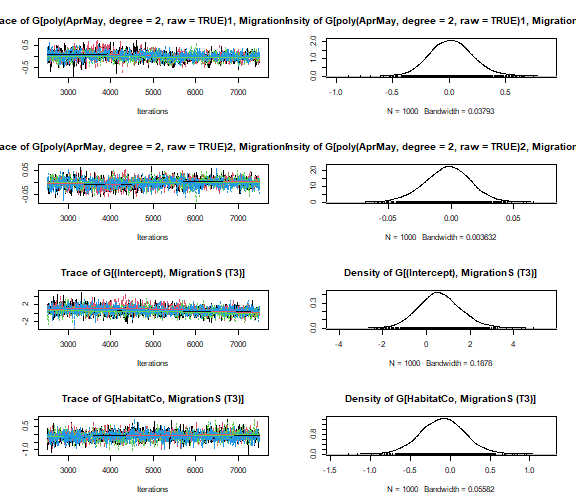 ace of G[poly(AprMay, degree = 2, raw = TRUE)1, Migration
nsity of G[poly(AprMay, degree = 2, raw = TRUE)1, Migration
-0.5 0.5
0.0 1.0 2.0
3000 4000 5000 6000 7000
-1.0 -0.5 0.0 0.5
Iterations
N = 1000 Bandwidth = 0.03793
ace of G[poly(AprMay, degree = 2, raw = TRUE)2, Migration
nsity of G[poly(AprMay, degree = 2, raw = TRUE)2, Migration
-0.05 0.05
0 10 20
3000 4000 5000 6000 7000
-0.05 0.00 0.05
Iterations
N = 1000 Bandwidth = 0.003632
Trace of G[(Intercept), MigrationS (T3)]
Density of G[(Intercept), MigrationS (T3)]
-2 2
0.0 0.3
3000 4000 5000 6000 7000
-4 -2 0 2 4
Iterations
N = 1000 Bandwidth = 0.1878
Trace of G[HabitatCo, MigrationS (T3)]
Density of G[HabitatCo, MigrationS (T3)]
-1.0 0.5
0.0 0.8
3000 4000 5000 6000 7000
-1.5 -1.0 -0.5 0.0 0.5 1.0
Iterations
N = 1000 Bandwidth = 0.05582